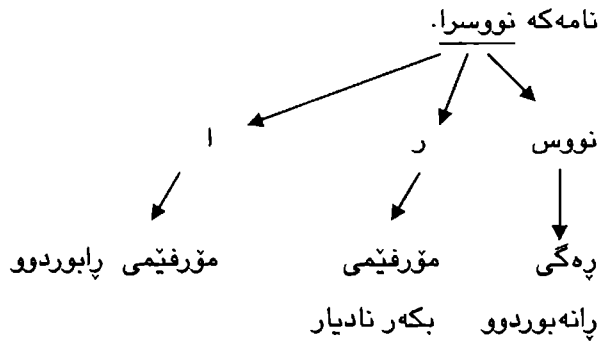 نامەکە نووسرا.
نووس ر ا
ڕەگی مۆرفێمی مۆرفێمی ڕابوردوو
ڕانەبوردوو بکەر نادیار